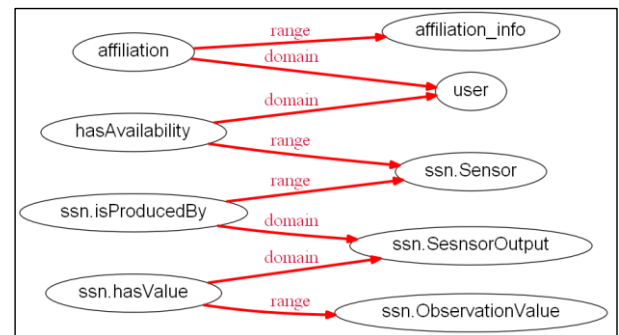 affiliation
range
affiliation_info
domain
user
hasAvailability
domain
range
ssn.Sensor
ssn.isProducedBy
range
domain
ssn.SesnsorOutput
ssn.hasValue
domain
range
ssn.ObservationValue